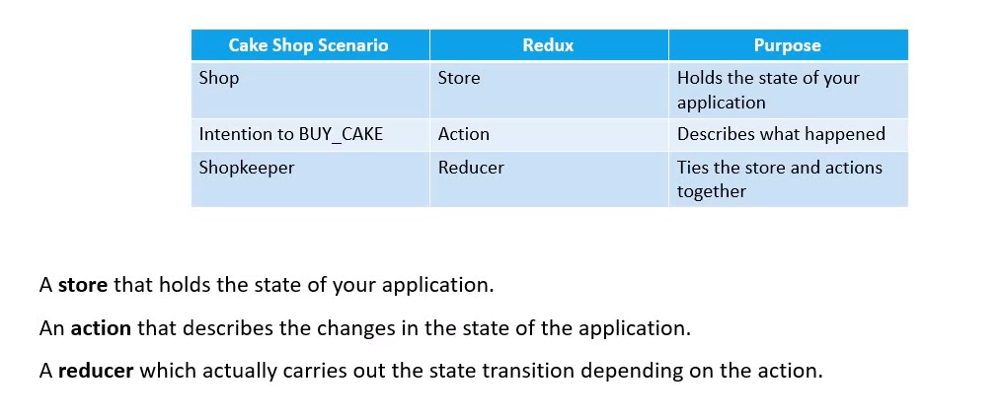 Cake Shop Scenario Redux Purpose
Shop Store Holds the state of your
application
Intention to BUY_CAKE Action Describes what happened
Shopkeeper Reducer Ties the store and actions
together
A store that holds the state of your application.
An action that describes the changes in the state of the application.
A reducer which actually carries out the state transition depending on the action.